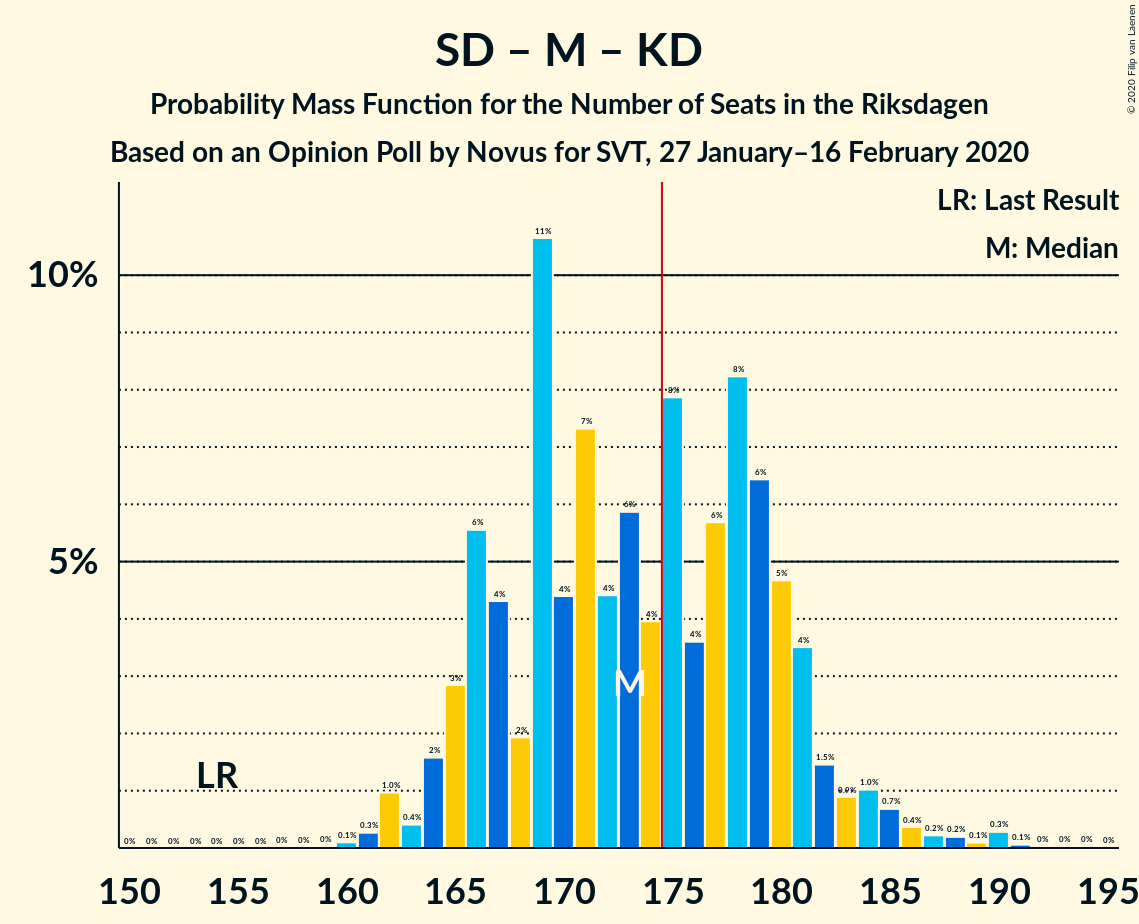 SD – M – KD
Probability Mass Function for the Number of Seats in the Riksdagen
Based on an Opinion Poll by Novus for SVT, 27 January–16 February 2020
© 2020 Filip van Laenen
LR: Last Result
M: Median
10%
5%
0% 0% 0% 0% 0% 0% 0% 0% 0% 0% 0.1% 0.3% 1.0% 0.4% 2% 3% 6% 4% 2% 11% 4% 7% 4% 6% 4% 8% 4% 6% 8% 6% 5% 4% 1.5% 0.9% 1.0% 0.7% 0.4% 0.2% 0.2% 0.1% 0.3% 0.1% 0% 0% 0% 0%
LR
M
150 155 160 165 170 175 180 185 190 195